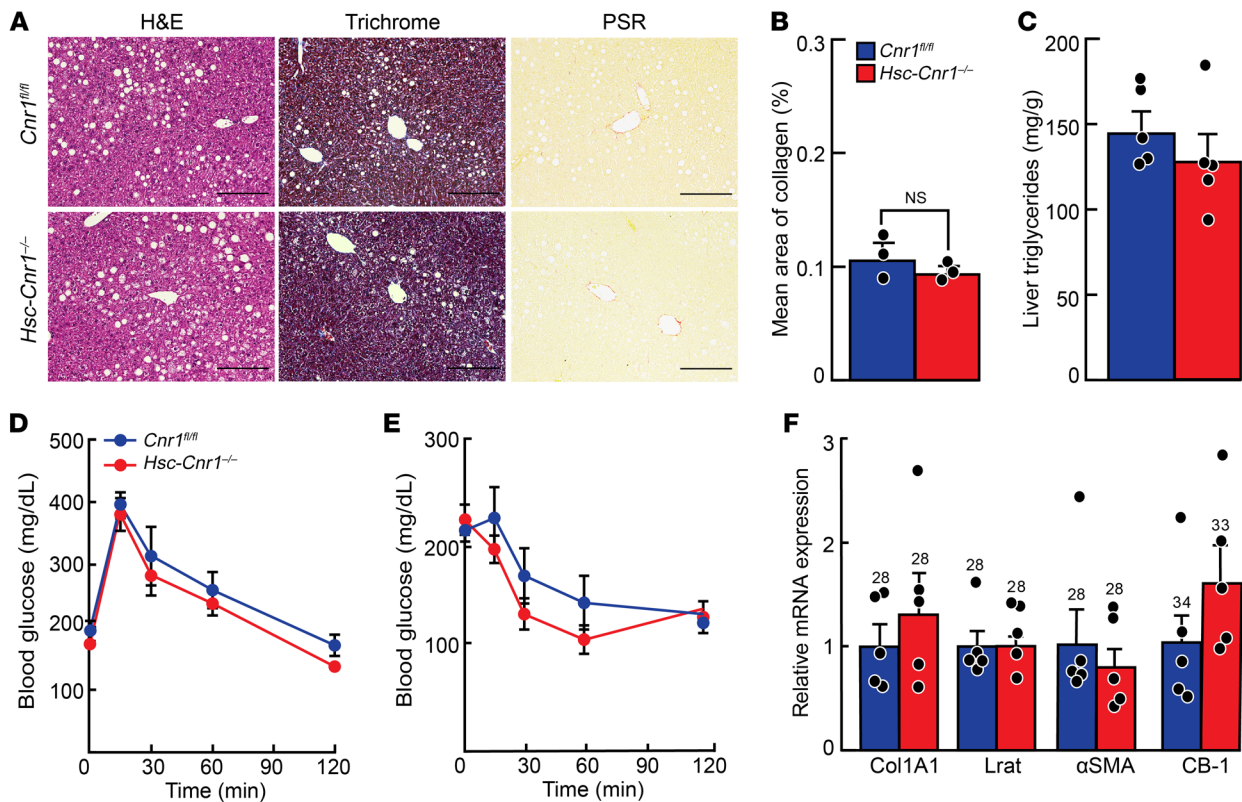 A
H&E
Trichrome
PSR
Cnr1fl/fl
Hsc-Cnr1–/–
B
Mean area of collagen (%)
0.3
0.2
0.1
0
Cnr1fl/fl
Hsc-Cnr1–/–
NS
C
Liver triglycerides (mg/g)
200
150
100
50
0
D
Blood glucose (mg/dL)
500
400
300
200
100
Cnr1fl/fl
Hsc-Cnr1–/–
0 30 60 90 120
Time (min)
E
Blood glucose (mg/dL)
300
200
100
0 30 60 90 120
Time (min)
F
Relative mRNA expression
3
2
1
0
28 28 28 28 28 28 34 33
Col1A1 Lrat αSMA CB-1